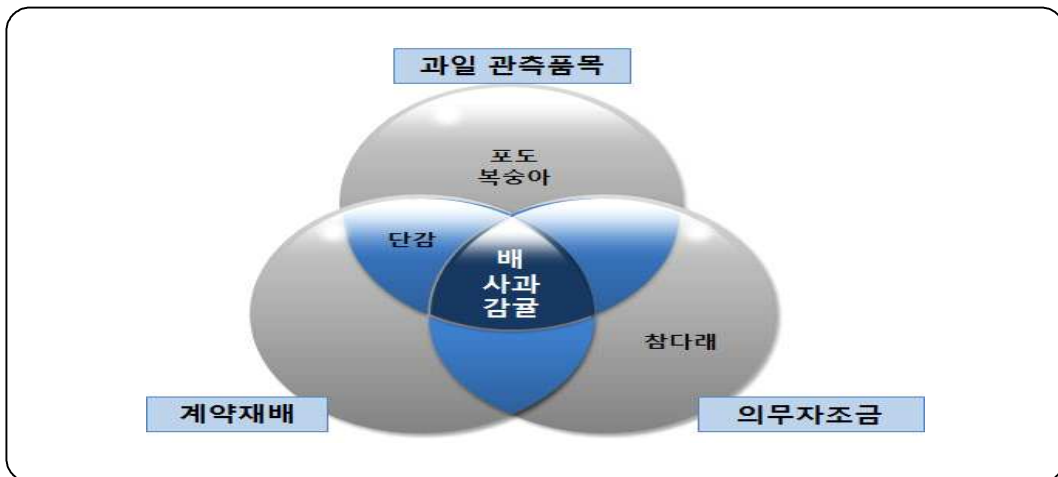 과일 관측품목
포도
복숭아
단감
배
사과
감귤
참다래
계약재배
의무자조금